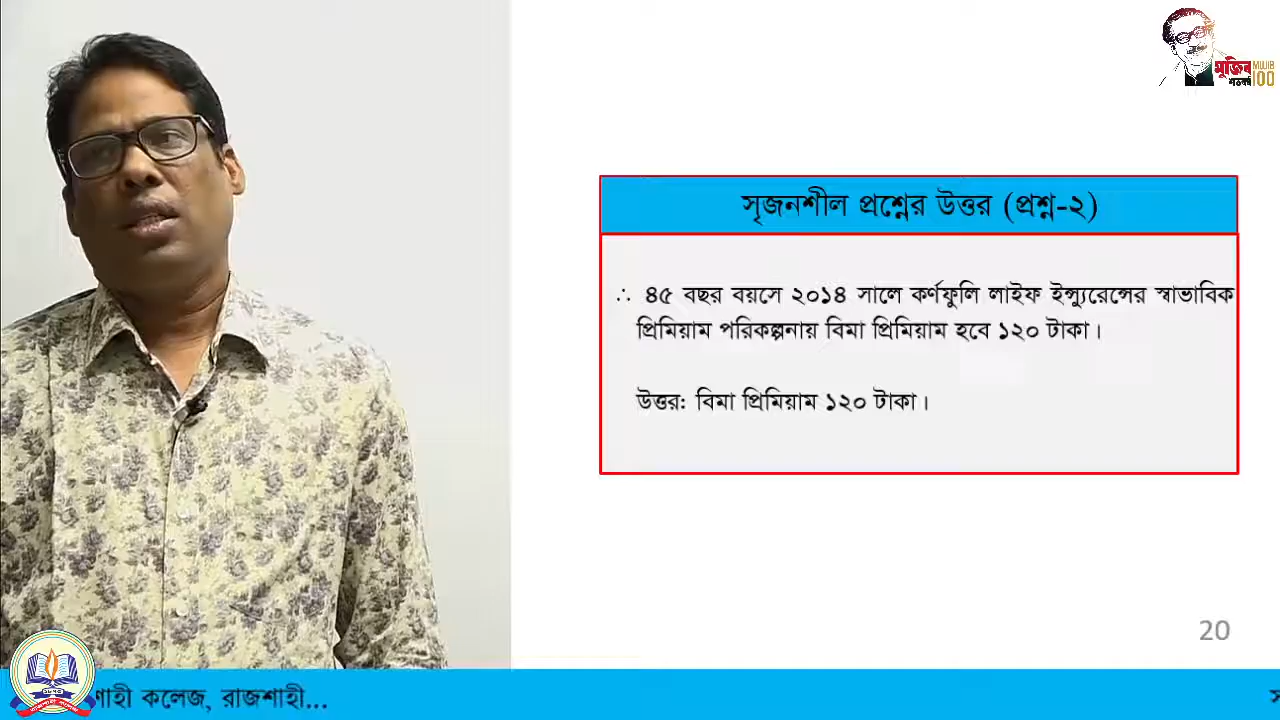 মুজিব
MUJIB
শতবর্ষ
100
সৃজনশীল প্রশ্নের উত্তর (প্রশ্ন-২)
∴ ৪৫ বছর বয়সে ২০১৪ সালে কর্ণফুলি লাইফ ইন্স্যুরেন্সের স্বাভাবিক
প্রিমিয়াম পরিকল্পনায় বিমা প্রিমিয়াম হবে ১২০ টাকা।
উত্তর: বিমা প্রিমিয়াম ১২০ টাকা।
20
শাহী কলেজ, রাজশাহী...